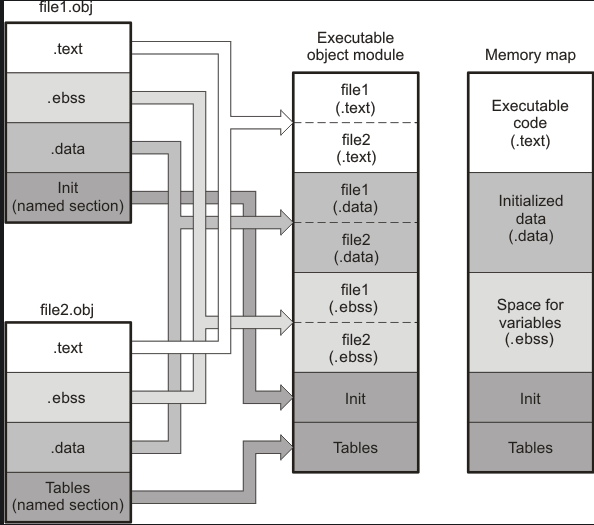 file1.obj
.text
.ebss
.data
Init
(named section)
file2.obj
.text
.ebss
.data
Tables
(named section)
Executable
object module
file1
(.text)
file2
(.text)
file1
(.data)
file2
(.data)
file1
(.ebss)
file2
(.ebss)
Init
Tables
Memory map
Executable
code
(.text)
Initialized
data
(.data)
Space for
variables
(.ebss)
Init
Tables